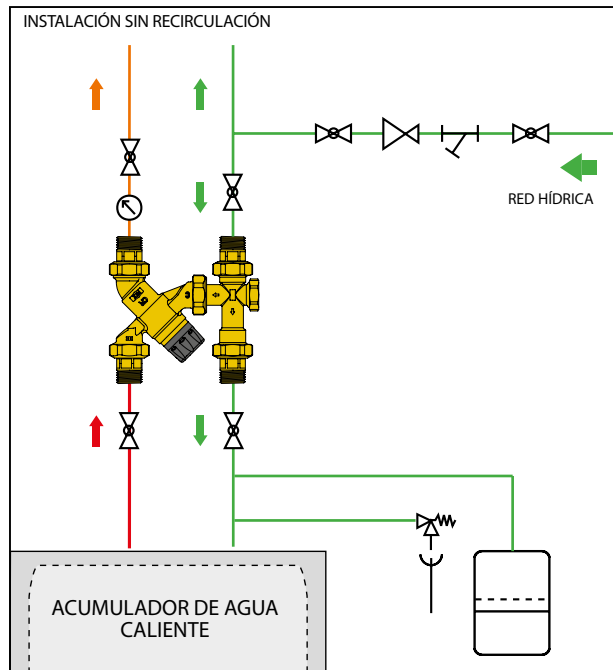 INSTALACIÓN SIN RECIRCULACIÓN
RED HÍDRICA
C
ACUMULADOR DE AGUA
CALIENTE